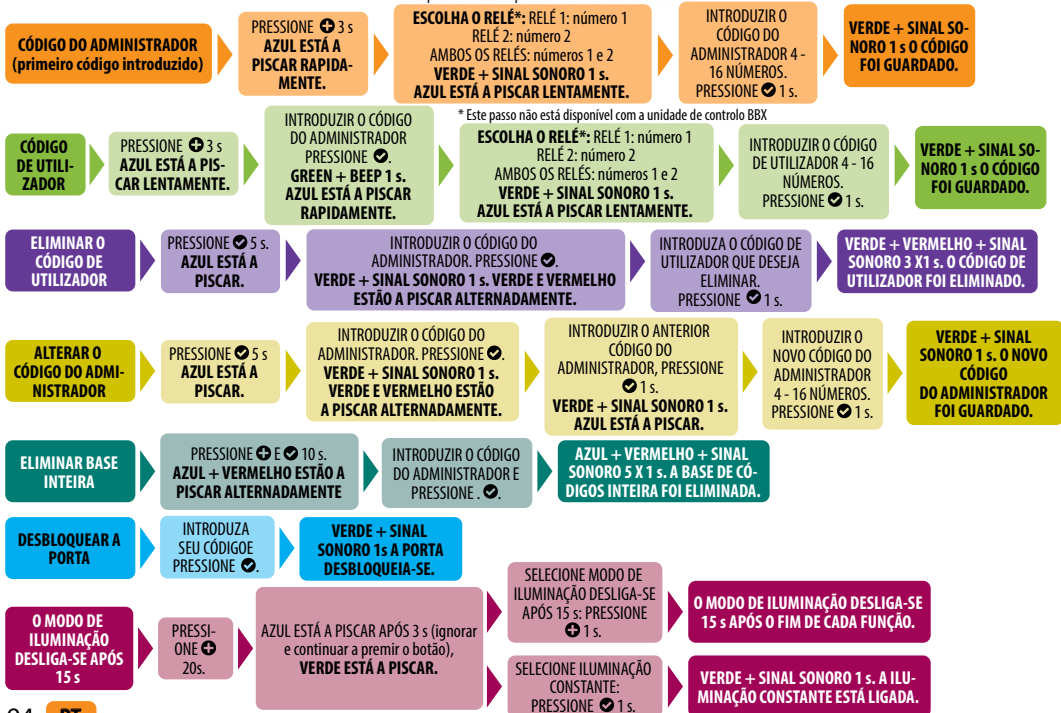 CÓDIGO DO ADMINISTRADOR
(primeiro código introduzido)
PRESSIONE ✚ 3 s
AZUL ESTÁ A
PISCAR RAPIDA-
MENTE.
ESCOLHA O RELÉ*: RELÉ 1: número 1
RELÉ 2: número 2
AMBOS OS RELÉS: números 1 e 2
VERDE + SINAL SONORO 1 s.
AZUL ESTÁ A PISCAR LENTAMENTE.
INTRODUZIR O
CÓDIGO DO
ADMINISTRADOR 4 -
16 NÚMEROS.
PRESSIONE ✔ 1 s.
VERDE + SINAL SO-
NORO 1 s O CÓDIGO
FOI GUARDADO.
* Este passo não está disponível com a unidade de controlo BBX
CÓDIGO
DE UTILI-
ZADOR
PRESSIONE ✚ 3 s
AZUL ESTÁ A PIS-
CAR LENTAMENTE.
INTRODUZIR O CÓDIGO
DO ADMINISTRADOR
PRESSIONE ✔.
GREEN + BEEP 1 s.
AZUL ESTÁ A PISCAR
RAPIDAMENTE.
ESCOLHA O RELÉ*: RELÉ 1: número 1
RELÉ 2: número 2
AMBOS OS RELÉS: números 1 e 2
VERDE + SINAL SONORO 1 s.
AZUL ESTÁ A PISCAR LENTAMENTE.
INTRODUZIR O CÓDIGO
DE UTILIZADOR 4 - 16
NÚMEROS.
PRESSIONE ✔ 1 s.
VERDE + SINAL SO-
NORO 1 s O CÓDIGO
FOI GUARDADO.
ELIMINAR O
CÓDIGO DE
UTILIZADOR
PRESSIONE ✔ 5 s.
AZUL ESTÁ A
PISCAR.
INTRODUZIR O CÓDIGO DO
ADMINISTRADOR. PRESSIONE ✔.
VERDE + SINAL SONORO 1 s. VERDE E VERMELHO
ESTÃO A PISCAR ALTERNADAMENTE.
INTRODUZA O CÓDIGO DE
UTILIZADOR QUE DESEJA
ELIMINAR.
PRESSIONE ✔ 1 s.
VERDE + VERMELHO + SINAL
SONORO 3 X1 s. O CÓDIGO DE
UTILIZADOR FOI ELIMINADO.
ALTERAR O
CÓDIGO DO ADMI-
NISTRADOR
PRESSIONE ✔ 5 s
AZUL ESTÁ A
PISCAR.
INTRODUZIR O CÓDIGO DO
ADMINISTRADOR. PRESSIONE ✔.
VERDE + SINAL SONORO 1 s.
VERDE E VERMELHO ESTÃO
A PISCAR ALTERNADAMENTE.
INTRODUZIR O ANTERIOR
CÓDIGO DO
ADMINISTRADOR, PRESSIONE
✔ 1 s.
VERDE + SINAL SONORO 1 s.
AZUL ESTÁ A PISCAR.
INTRODUZIR O
NOVO CÓDIGO DO
ADMINISTRADOR
4 - 16 NÚMEROS.
PRESSIONE ✔ 1 s.
VERDE + SINAL
SONORO 1 s. O NOVO
CÓDIGO
DO ADMINISTRADOR
FOI GUARDADO.
ELIMINAR BASE
INTEIRA
PRESSIONE ✚ E ✔ 10 s.
AZUL + VERMELHO ESTÃO A
PISCAR ALTERNADAMENTE
INTRODUZIR O CÓDIGO
DO ADMINISTRADOR E
PRESSIONE . ✔.
AZUL + VERMELHO + SINAL
SONORO 5 X 1 s. A BASE DE CÓ-
DIGOS INTEIRA FOI ELIMINADA.
DESBLOQUEAR A
PORTA
INTRODUZA
SEU CÓDIGOE
PRESSIONE ✔.
VERDE + SINAL
SONORO 1s A PORTA
DESBLOQUEIA-SE.
O MODO DE
ILUMINAÇÃO
DESLIGA-SE APÓS
15 s
PRESSI-
ONE ✚
20s.
AZUL ESTÁ A PISCAR APÓS 3 s (ignorar
e continuar a premir o botão),
VERDE ESTÁ A PISCAR.
SELECIONE MODO DE
ILUMINAÇÃO DESLIGA-SE
APÓS 15 s: PRESSIONE
✚ 1 s.
O MODO DE ILUMINAÇÃO DESLIGA-SE
15 s APÓS O FIM DE CADA FUNÇÃO.
SELECIONE ILUMINAÇÃO
CONSTANTE:
PRESSIONE ✔ 1 s.
VERDE + SINAL SONORO 1 s. A ILU-
MINAÇÃO CONSTANTE ESTÁ LIGADA.
PT